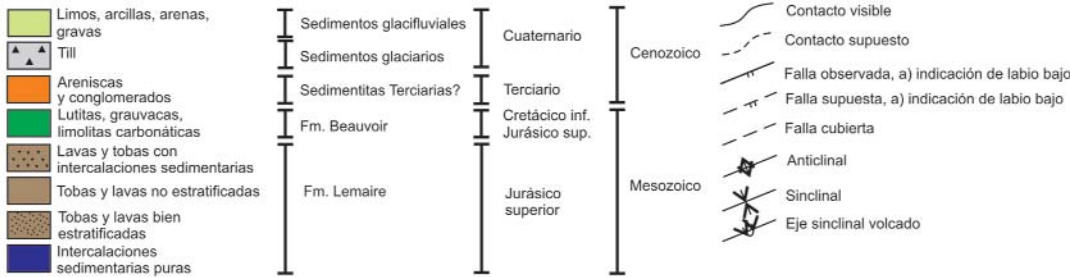 Limos, arcillas, arenas,
gravas
Till
Areniscas
y conglomerados
Lutitas, grauvacas,
limolitas carbonáticas
Lavas y tobas con
intercalaciones sedimentarias
Tobas y lavas no estratificadas
Tobas y lavas bien
estratificadas
Intercalaciones
sedimentarias puras
Sedimentos glacifluviales
Sedimentos glaciarios
Sedimentitas Terciarias?
Fm. Beauvoir
Fm. Lemaire
Cuaternario
Terciario
Cretácico inf.
Jurásico sup.
Jurásico
superior
Cenozoico
Mesozoico
Contacto visible
Contacto supuesto
Falla observada, a) indicación de labio bajo
Falla supuesta, a) indicación de labio bajo
Falla cubierta
Anticlinal
Sinclinal
Eje sinclinal volcado